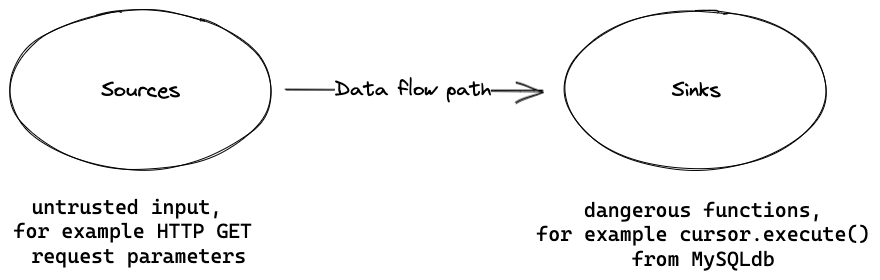 Sources
Data flow path
Sinks
untrusted input,
for example HTTP GET
request parameters
dangerous functions,
for example cursor.execute()
from MySQLdb